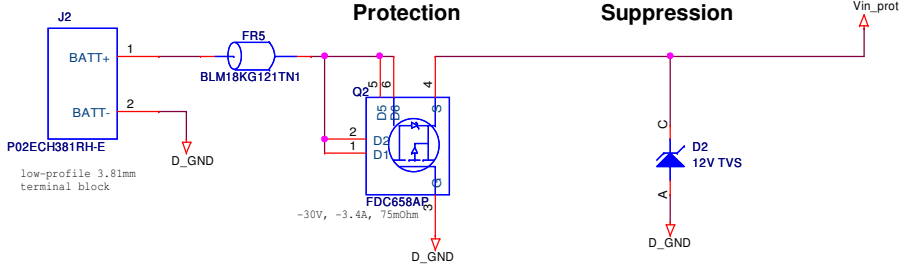 Protection
Suppression
Vin_prot
J2
BATT+
1
BATT-
2
P02ECH381RH-E
low-profile 3.81mm
terminal block
D_GND
FR5
BLM18KG121TN1
Q2
5
6
4
D5
D6
S
2
D2
1
D1
G
3
FDC658AP
-30V, -3.4A, 75mOhm
D_GND
C
D2
12V TVS
A
D_GND